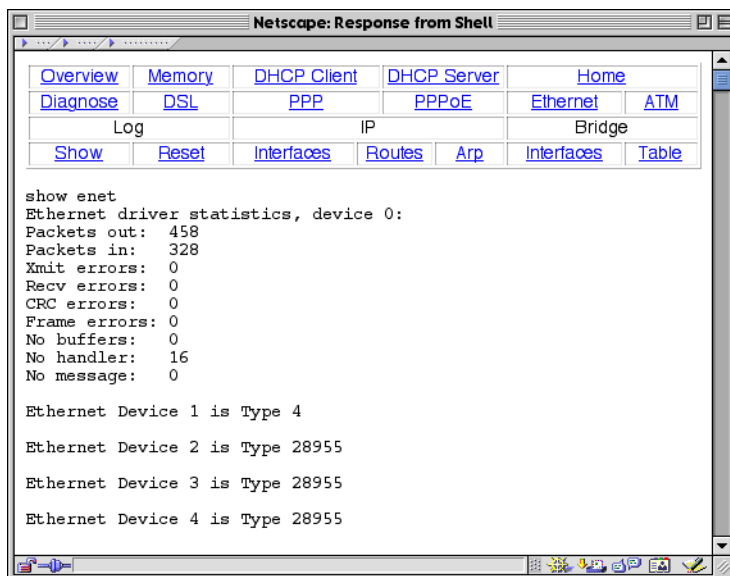 Netscape: Response from Shell
Overview Memory DHCP Client DHCP Server Home
Diagnose DSL PPP PPPoE Ethernet ATM
Log IP Bridge
Show Reset Interfaces Routes Arp Interfaces Table
show enet
Ethernet driver statistics, device 0:
Packets out: 458
Packets in: 328
Xmit errors: 0
Recv errors: 0
CRC errors: 0
Frame errors: 0
No buffers: 0
No handler: 16
No message: 0
Ethernet Device 1 is Type 4
Ethernet Device 2 is Type 28955
Ethernet Device 3 is Type 28955
Ethernet Device 4 is Type 28955